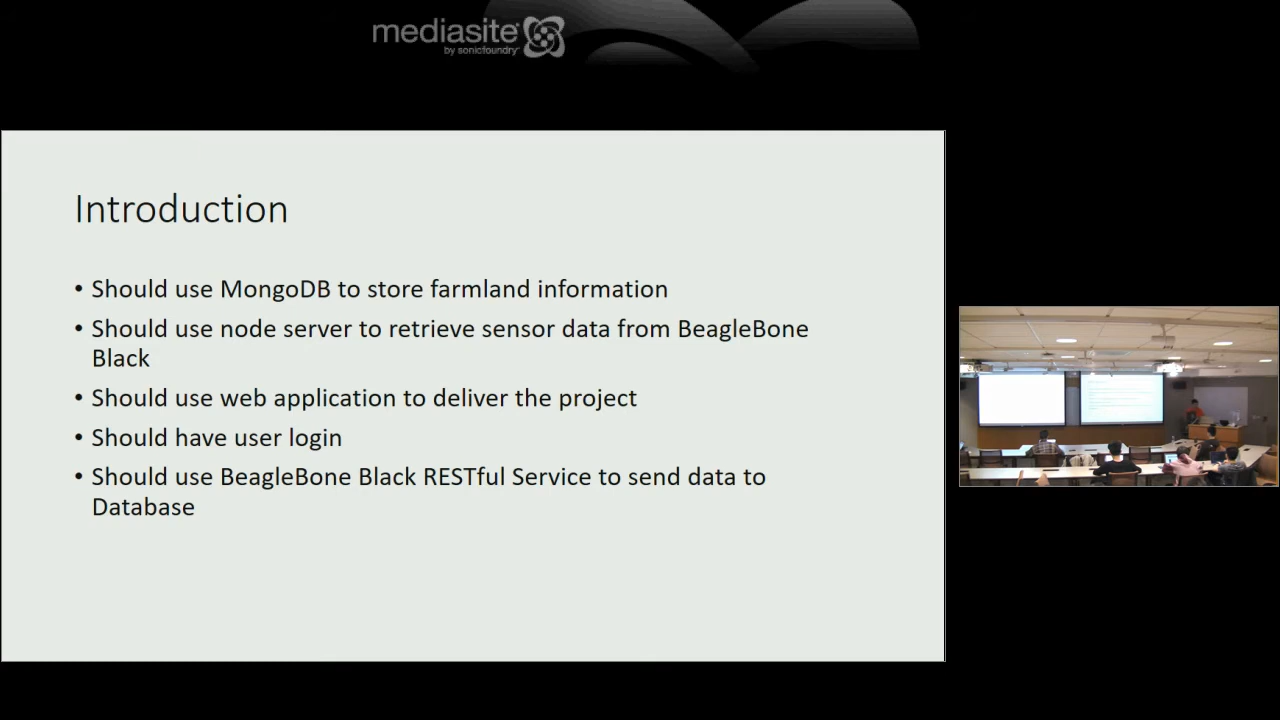 mediasite
by sonicfoundry
Introduction
• Should use MongoDB to store farmland information
• Should use node server to retrieve sensor data from BeagleBone
Black
• Should use web application to deliver the project
• Should have user login
• Should use BeagleBone Black RESTful Service to send data to
Database